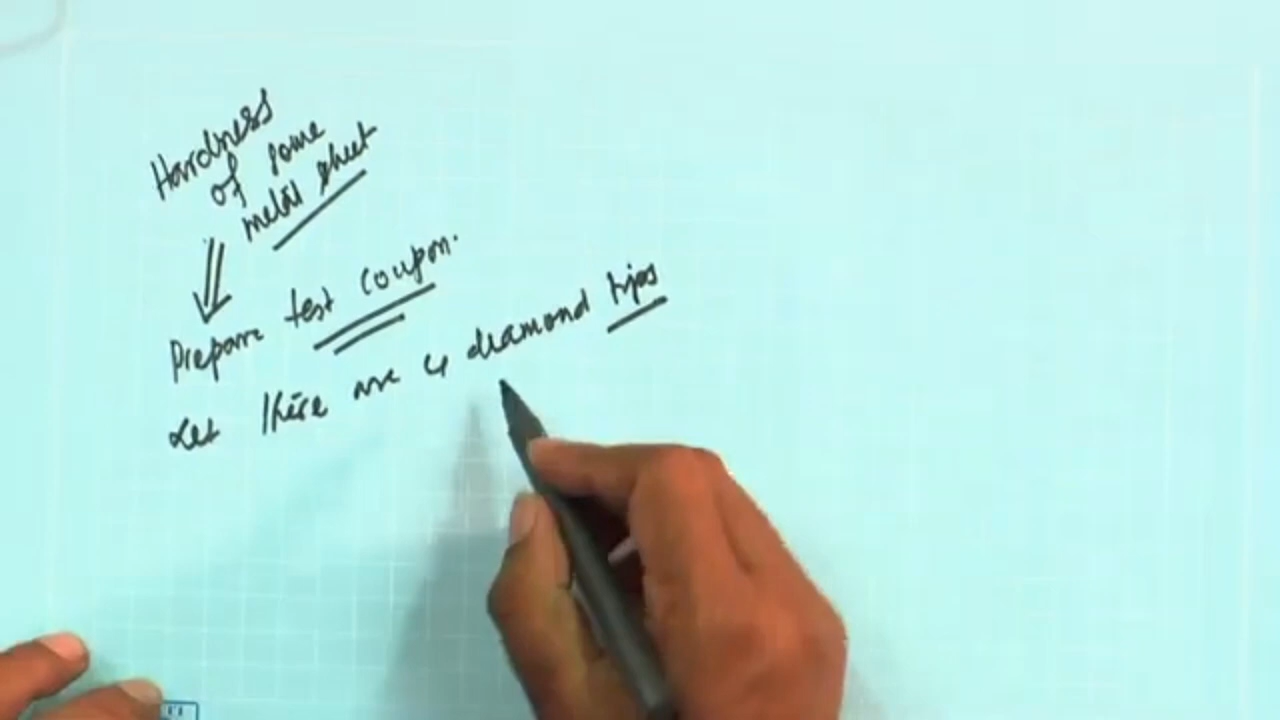 Hardness
of some
metal sheet
Prepare test coupon.
Let there are 4 diamond tips